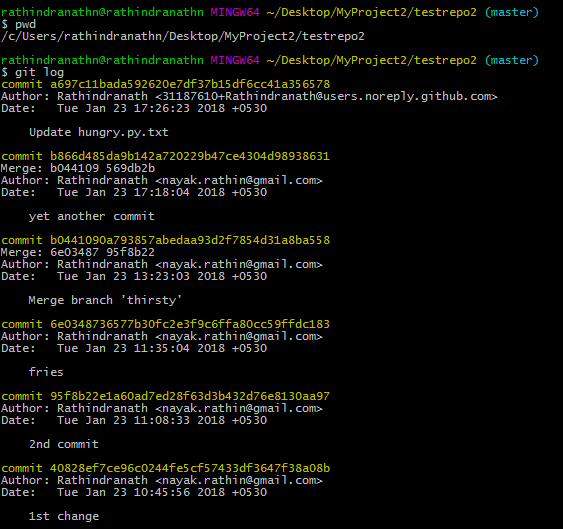 rathindranathn@rathindranathn MINGW64 ~/Desktop/MyProject2/testrepo2 (master)
$ pwd
/c/Users/rathindranathn/Desktop/MyProject2/testrepo2
rathindranathn@rathindranathn MINGW64 ~/Desktop/MyProject2/testrepo2 (master)
$ git log
commit a697c11bada592620e7df37b15df6cc41a356578
Author: Rathindranath <31187610+Rathindranath@users.noreply.github.com>
Date:   Tue Jan 23 17:26:23 2018 +0530
Update hungry.py.txt
commit b866d485da9b142a720229b47ce4304d98938631
Merge: b044109 569db2b
Author: Rathindranath <nayak.rathin@gmail.com>
Date:   Tue Jan 23 17:18:04 2018 +0530
yet another commit
commit b0441090a793857abedaa93d2f7854d31a8ba558
Merge: 6e03487 95f8b22
Author: Rathindranath <nayak.rathin@gmail.com>
Date:   Tue Jan 23 13:23:03 2018 +0530
Merge branch 'thirsty'
commit 6e0348736577b30fc2e3f9c6ffa80cc59ffdc183
Author: Rathindranath <nayak.rathin@gmail.com>
Date:   Tue Jan 23 11:35:04 2018 +0530
fries
commit 95f8b22e1a60ad7ed28f63d3b432d76e8130aa97
Author: Rathindranath <nayak.rathin@gmail.com>
Date:   Tue Jan 23 11:08:33 2018 +0530
2nd commit
commit 40828ef7ce96c0244fe5cf57433df3647f38a08b
Author: Rathindranath <nayak.rathin@gmail.com>
Date:   Tue Jan 23 10:45:56 2018 +0530
1st change